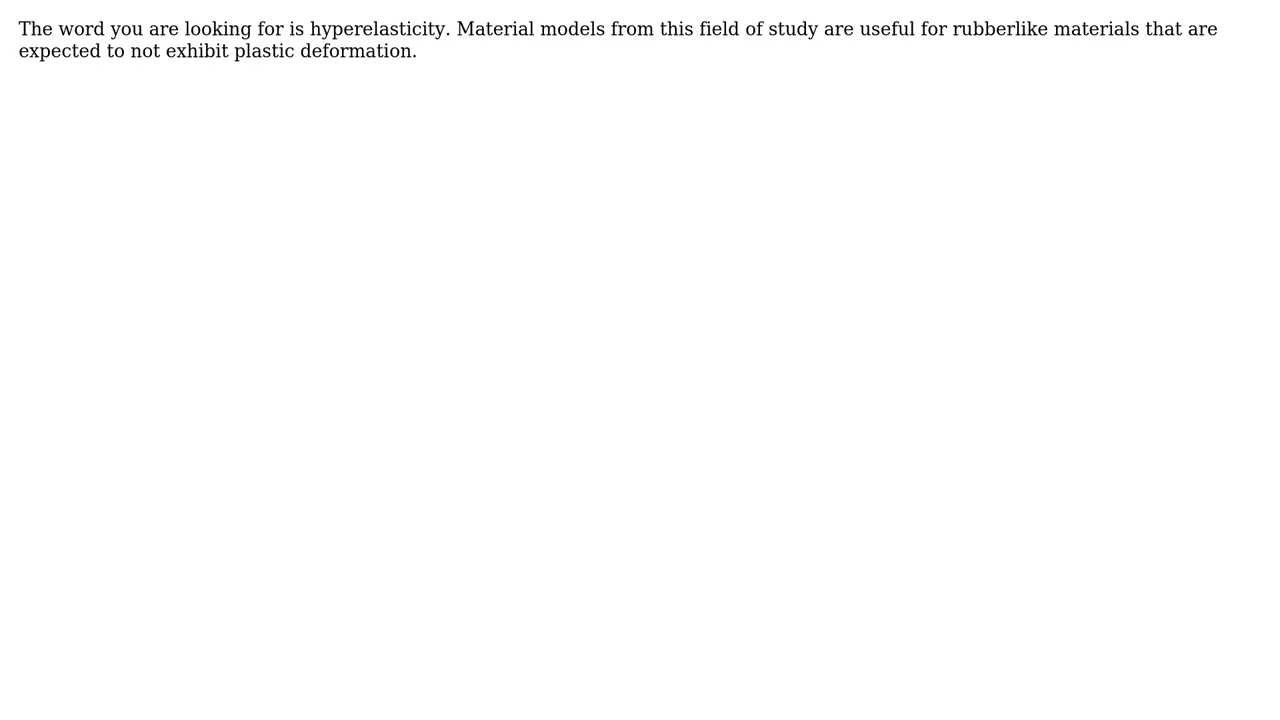 The word you are looking for is hyperelasticity. Material models from this field of study are useful for rubberlike materials that are
expected to not exhibit plastic deformation.